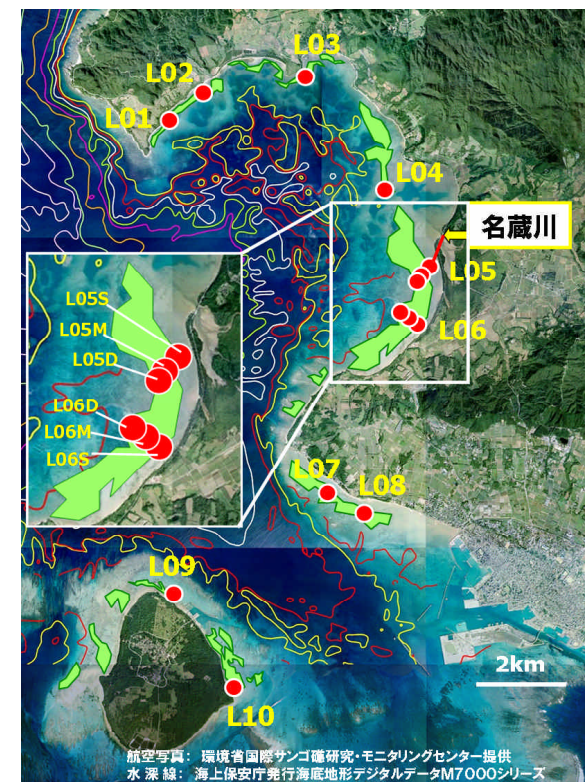 L03
L02
L01
L04
名蔵川
L05
L06
L05S
L05M
L05D
L06D
L06M
L06S
L07
L08
L09
L10
2km
航空写真: 環境省国際サンゴ礁研究・モニタリングセンター提供
水 深 線: 海上保安庁発行海底地形デジタルデータM7000シリーズ